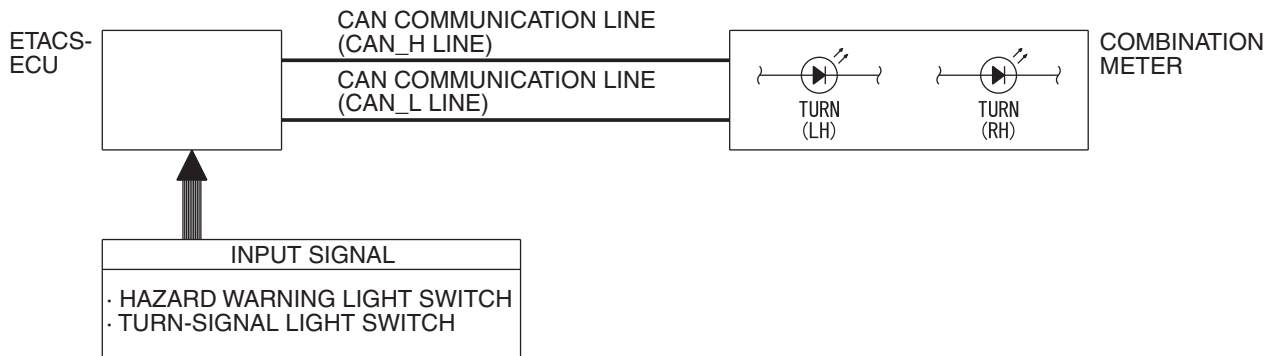 ETACS-
ECU
CAN COMMUNICATION LINE
(CAN_H LINE)
CAN COMMUNICATION LINE
(CAN_L LINE)
COMBINATION
METER
TURN
(LH)
TURN
(RH)
INPUT SIGNAL
· HAZARD WARNING LIGHT SWITCH
· TURN-SIGNAL LIGHT SWITCH